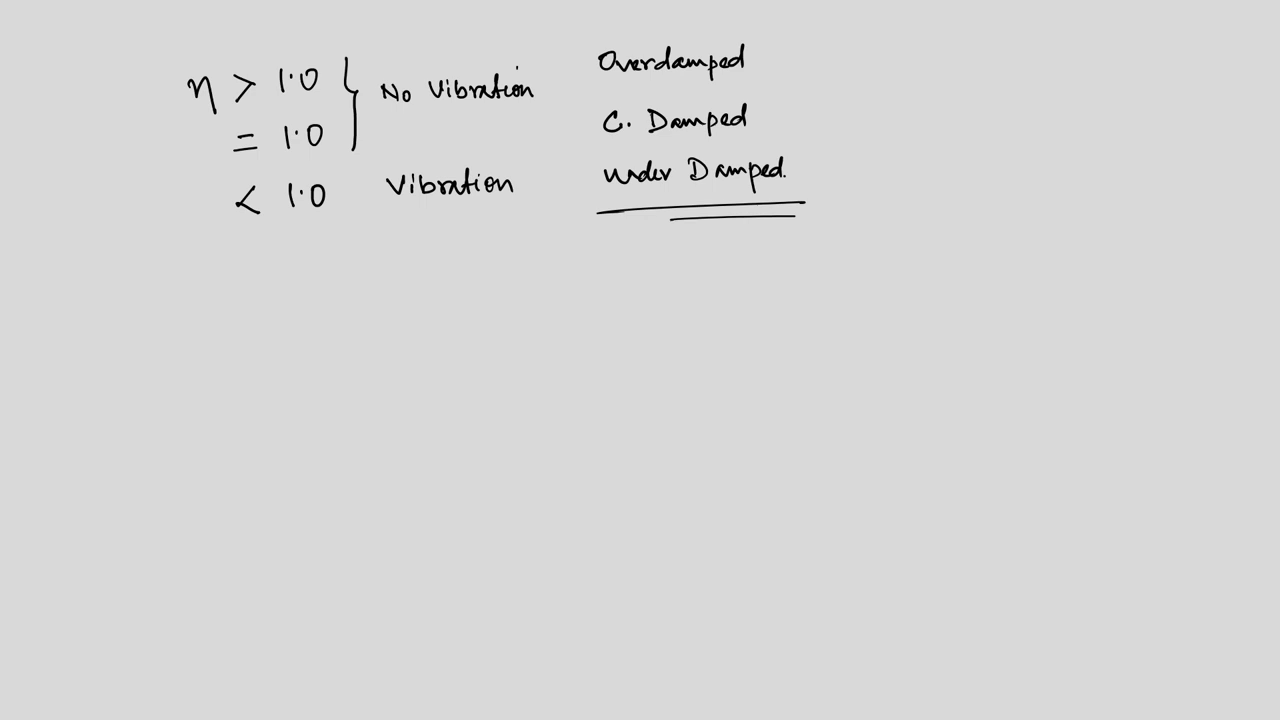 η > 1.0 } No Vibration Overdamped
= 1.0 C. Damped
< 1.0 Vibration Under Damped.